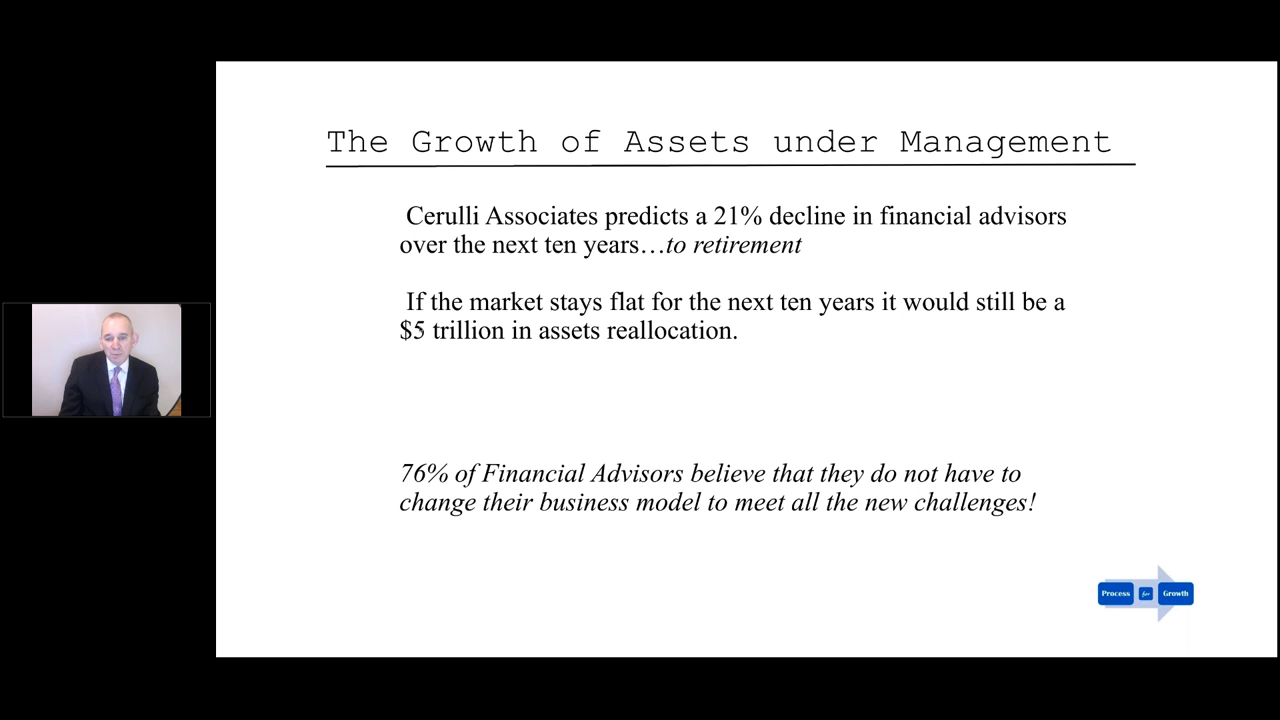 The Growth of Assets under Management
Cerulli Associates predicts a 21% decline in financial advisors
over the next ten years…to retirement
If the market stays flat for the next ten years it would still be a
$5 trillion in assets reallocation.
76% of Financial Advisors believe that they do not have to
change their business model to meet all the new challenges!
Process for Growth